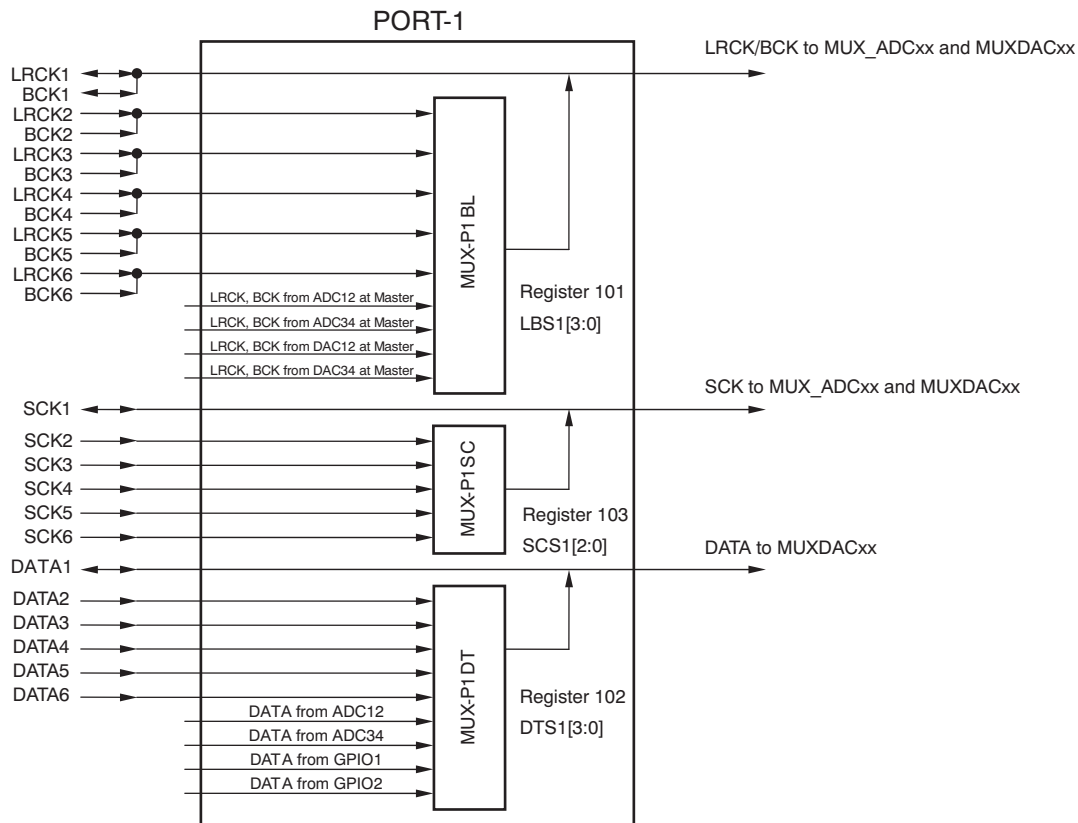 PORT-1
LRCK/BCK to MUX_ADCxx and MUXDACxx
LRCK1
BCK1
LRCK2
BCK2
LRCK3
BCK3
LRCK4
BCK4
LRCK5
BCK5
LRCK6
BCK6
LRCK, BCK from ADC12 at Master
LRCK, BCK from ADC34 at Master
LRCK, BCK from DAC12 at Master
LRCK, BCK from DAC34 at Master
MUX-P1BL
Register 101
LBS1[3:0]
SCK to MUX_ADCxx and MUXDACxx
SCK1
SCK2
SCK3
SCK4
SCK5
SCK6
MUX-P1SC
Register 103
SCS1[2:0]
DATA to MUXDACxx
DATA1
DATA2
DATA3
DATA4
DATA5
DATA6
DATA from ADC12
DATA from ADC34
DATA from GPIO1
DATA from GPIO2
MUX-P1DT
Register 102
DTS1[3:0]